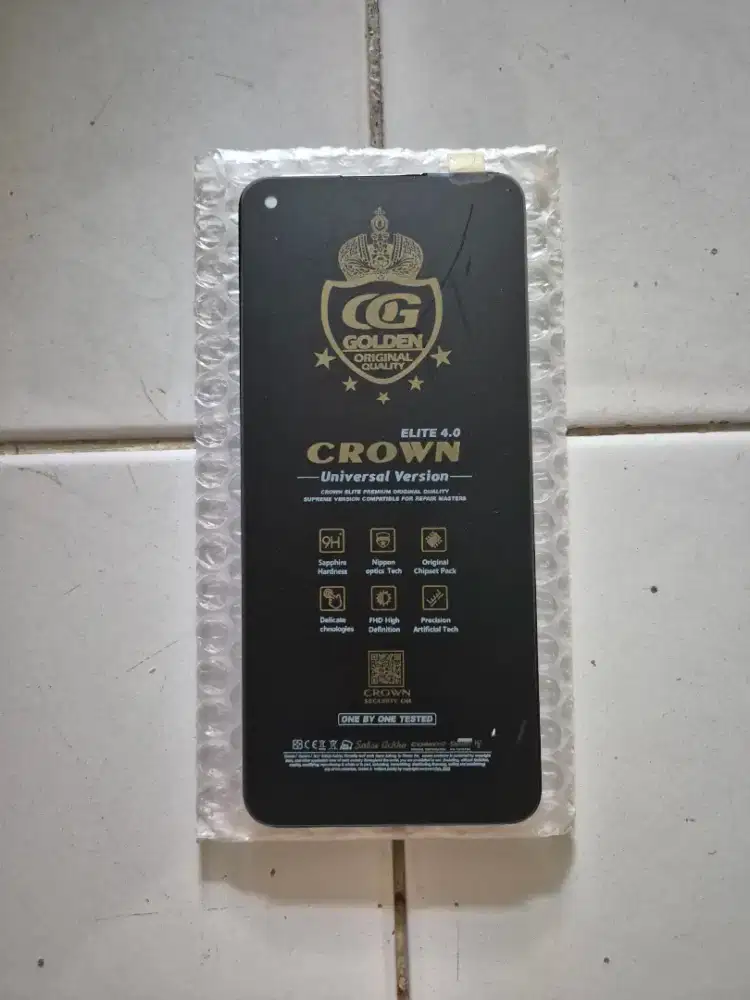 CG
GOLDEN
ORIGINAL
QUALITY
ELITE 4.0
CROWN
Universal Version
CROWN ELITE PREMIUM ORIGINAL QUALITY
SUPREME VERSION COMPATIBLE FOR REPAIR MASTERS
9H
Sapphire Nippon Original
Hardness optics Tech Chipset Pack
Delicate FHD High Precision
chnologies Definition Artificial Tech
CROWN
SECURITY QR
ONE BY ONE TESTED